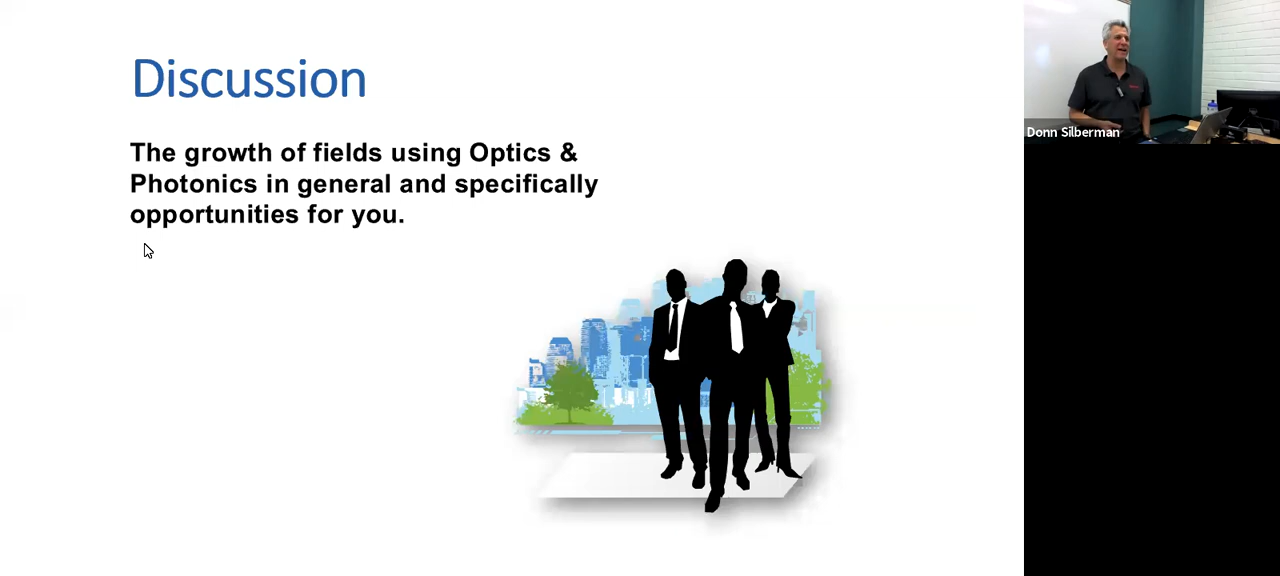 Discussion
The growth of fields using Optics &
Photonics in general and specifically
opportunities for you.
Donn Silberman